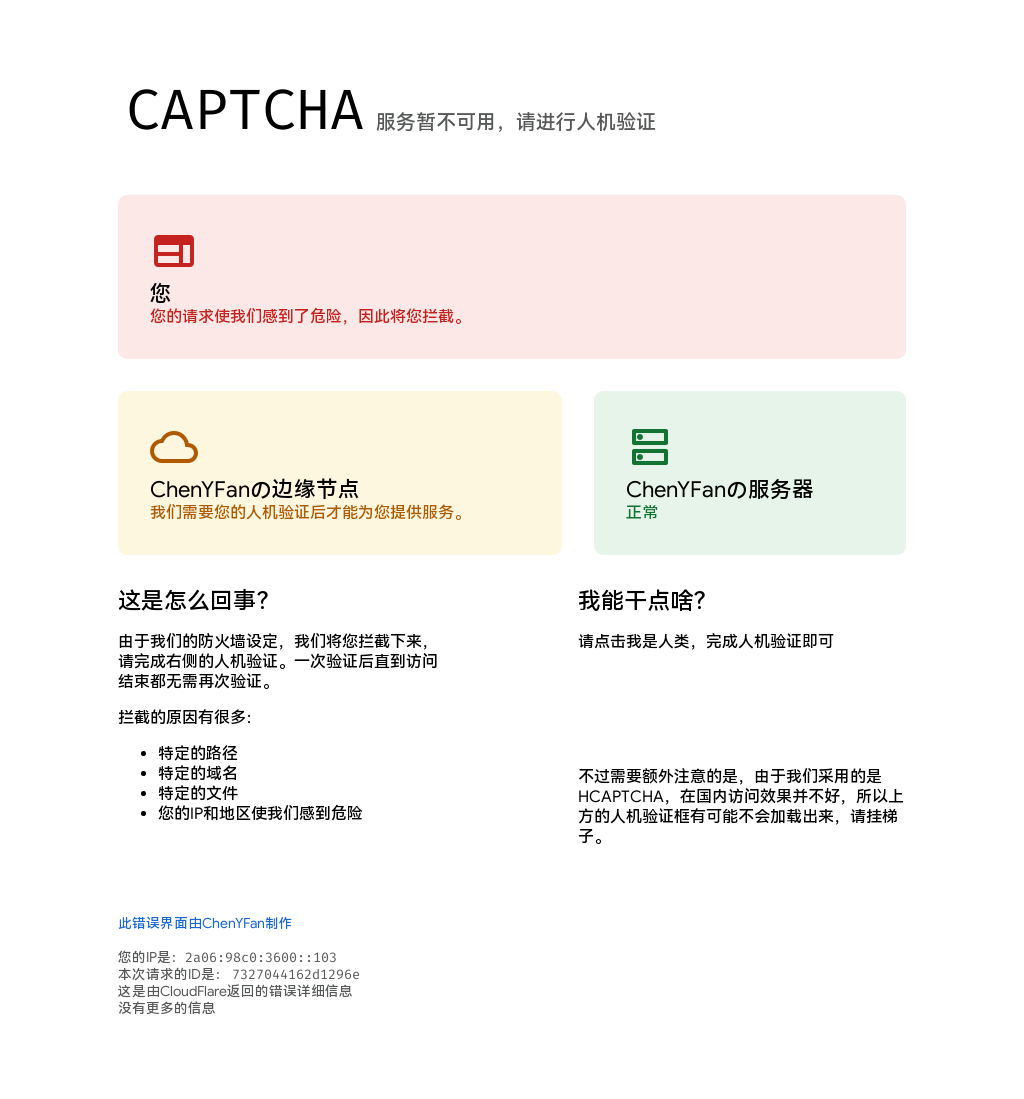 CAPTCHA 服务暂不可用，请进行人机验证
您
您的请求使我们感到了危险，因此将您拦截。
ChenYFanの边缘节点
我们需要您的人机验证后才能为您提供服务。
ChenYFanの服务器
正常
这是怎么回事？
由于我们的防火墙设定，我们将您拦截下来，
请完成右侧的人机验证。一次验证后直到访问
结束都无需再次验证。
拦截的原因有很多：
特定的路径
特定的域名
特定的文件
您的IP和地区使我们感到危险
我能干点啥？
请点击我是人类，完成人机验证即可
不过需要额外注意的是，由于我们采用的是
HCAPTCHA，在国内访问效果并不好，所以上
方的人机验证框有可能不会加载出来，请挂梯
子。
此错误界面由ChenYFan制作
您的IP是：2a06:98c0:3600::103
本次请求的ID是： 7327044162d1296e
这是由CloudFlare返回的错误详细信息
没有更多的信息